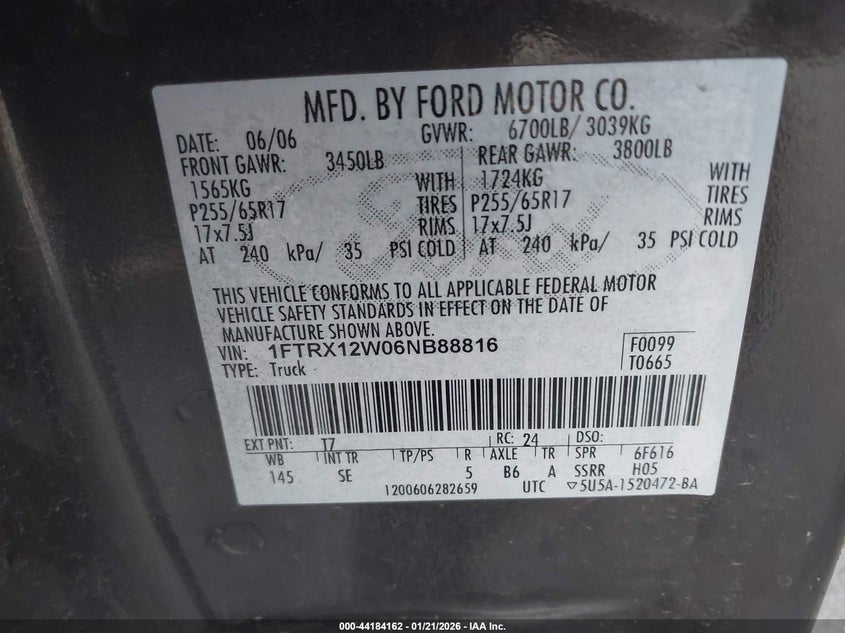 MFD. BY FORD MOTOR CO.
DATE: 06/06 GVWR: 6700LB/ 3039KG
FRONT GAWR: 3450LB REAR GAWR: 3800LB
1565KG WITH 1724KG WITH
P255/65R17 TIRES P255/65R17 TIRES
17x7.5J RIMS 17x7.5J RIMS
AT 240 kPa/ 35 PSI COLD AT 240 kPa/ 35 PSI COLD
THIS VEHICLE CONFORMS TO ALL APPLICABLE FEDERAL MOTOR
VEHICLE SAFETY STANDARDS IN EFFECT ON THE DATE OF
MANUFACTURE SHOWN ABOVE.
VIN: 1FTRX12W06NB88816 F0099
TYPE: Truck T0665
EXT PNT: T7 RC: 24 DSO:
WB INT TR TP/PS R AXLE TR SPR 6F616
145 SE 5 B6 A SSRR H05
1200606282659 UTC ▽5U5A-1520472-BA
000-44184162 - 01/21/2026 - IAA Inc.